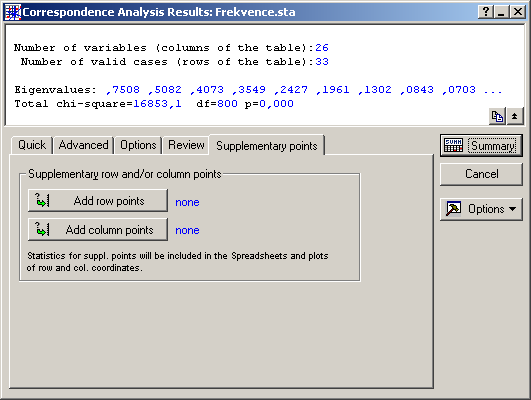 Correspondence Analysis Results: Frekvence.sta
Number of variables (columns of the table):26
Number of valid cases (rows of the table):33
Eigenvalues: ,7508 ,5082 ,4073 ,3549 ,2427 ,1961 ,1302 ,0843 ,0703 ...
Total chi-square=16853,1 df=800 p=0,000
Quick Advanced Options Review Supplementary points
Supplementary row and/or column points
Add row points none
Add column points none
Statistics for suppl. points will be included in the Spreadsheets and plots
of row and col. coordinates.
Summary
Cancel
Options